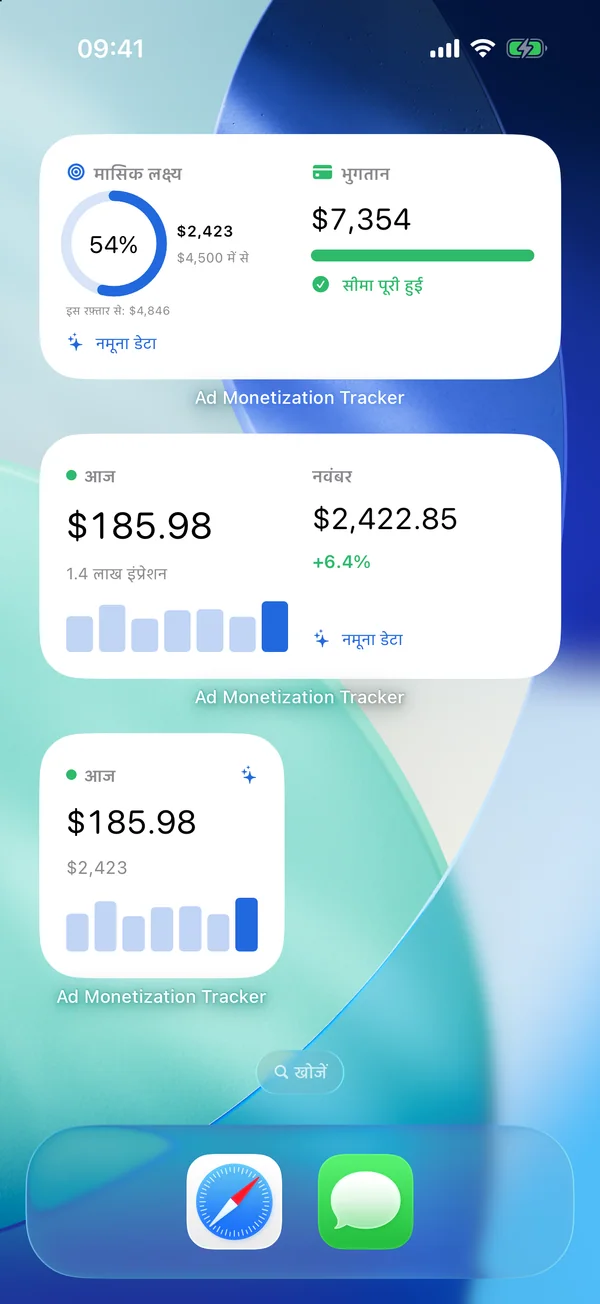 09:41
मासिक लक्ष्य
54%
$2,423
$4,500 में से
इस रफ़्तार से: $4,846
नमूना डेटा
भुगतान
$7,354
सीमा पूरी हुई
Ad Monetization Tracker
आज
$185.98
1.4 लाख इंप्रेशन
नवंबर
$2,422.85
+6.4%
नमूना डेटा
Ad Monetization Tracker
आज
$185.98
$2,423
Ad Monetization Tracker
खोजें